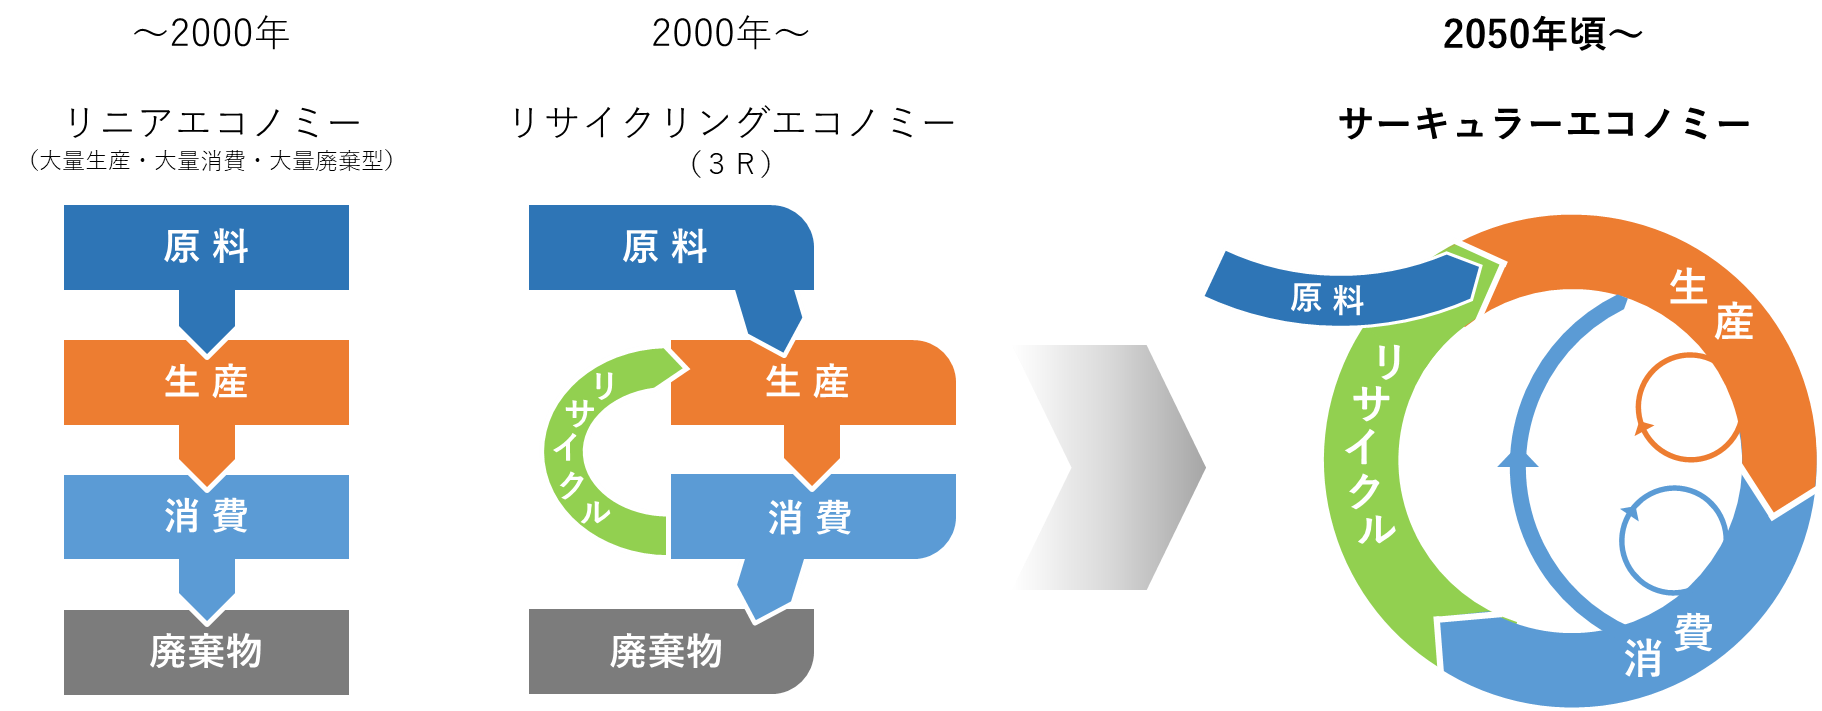 ～2000年
リニアエコノミー
（大量生産・大量消費・大量廃棄型）
原料
生産
消費
廃棄物
2000年～
リサイクリングエコノミー
（３Ｒ）
原料
生産
リサイクル
消費
廃棄物
2050年頃～
サーキュラーエコノミー
原料
生産
リサイクル
消費